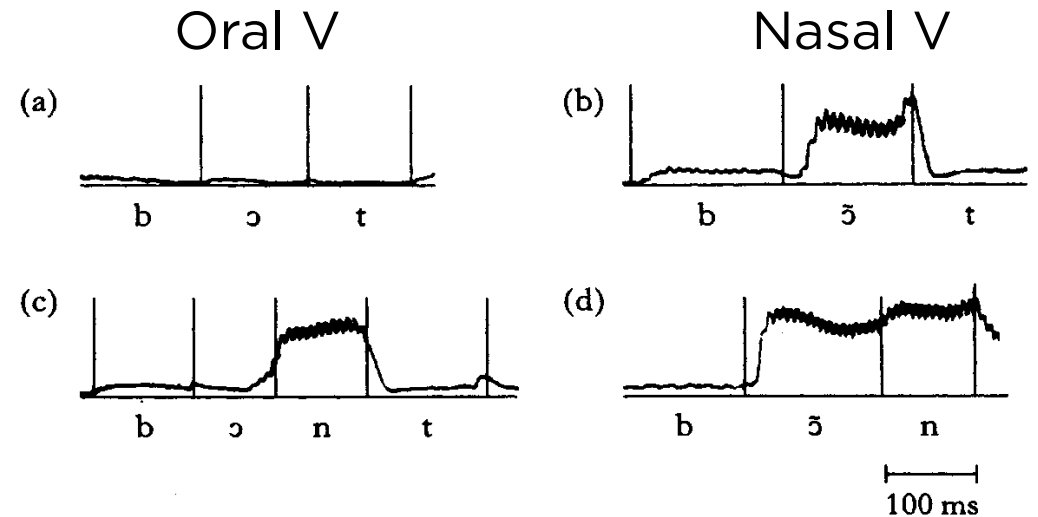 Oral V Nasal V
(a) (b)
b ɔ t b ɔ̃ t
(c) (d)
b ɔ n t b ɔ̃ n
100 ms